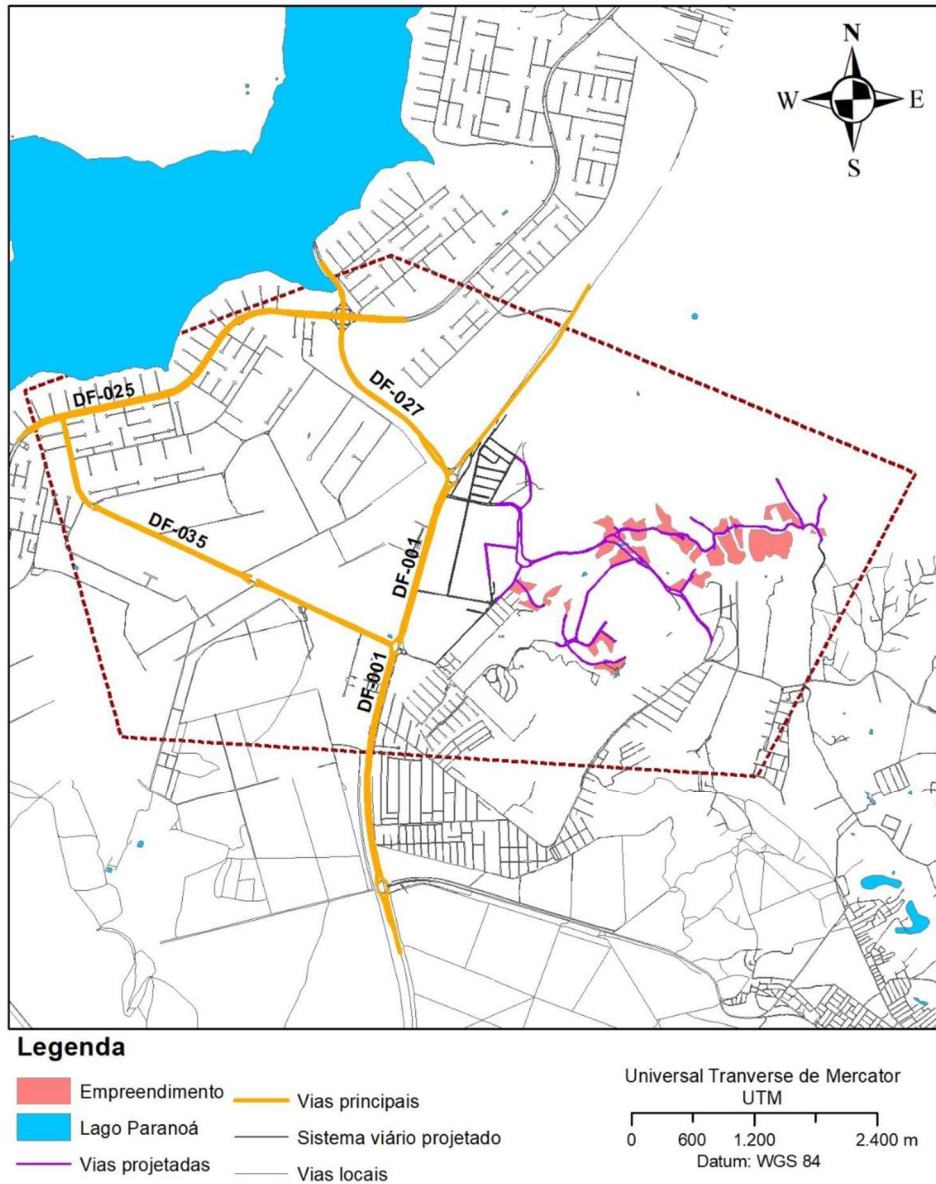 N
W E
S
DF-025
DF-027
DF-035
DF-001
DF-001
Legenda
Empreendimento
Lago Paranoá
Vias projetadas
Vias principais
Sistema viário projetado
Vias locais
Universal Tranverse de Mercator
UTM
0 600 1.200 2.400 m
Datum: WGS 84